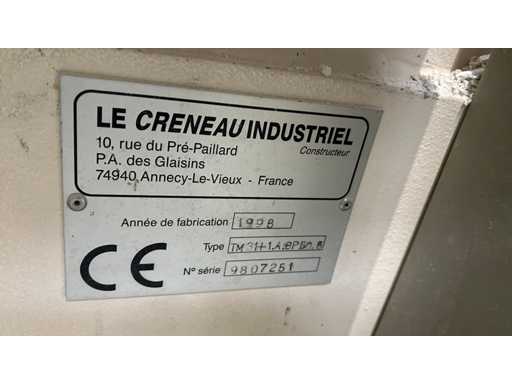 LE CRENEAU INDUSTRIEL
Constructeur
10, rue du Pré-Paillard
P.A. des Glaisins
74940 Annecy-Le-Vieux - France
Année de fabrication 1998
Type
CE
N° série 9807251